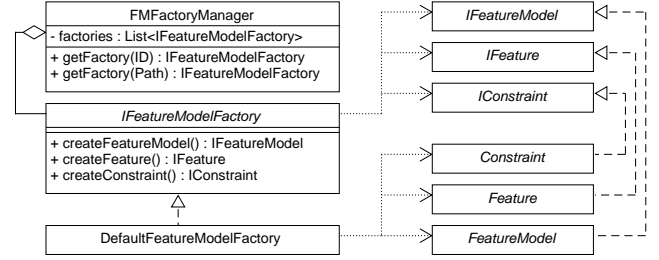 FMFactoryManager
- factories : List<IFeatureModelFactory>
+ getFactory(ID) : IFeatureModelFactory
+ getFactory(Path) : IFeatureModelFactory
IFeatureModelFactory
+ createFeatureModel() : IFeatureModel
+ createFeature() : IFeature
+ createConstraint() : IConstraint
DefaultFeatureModelFactory
IFeatureModel
IFeature
IConstraint
Constraint
Feature
FeatureModel